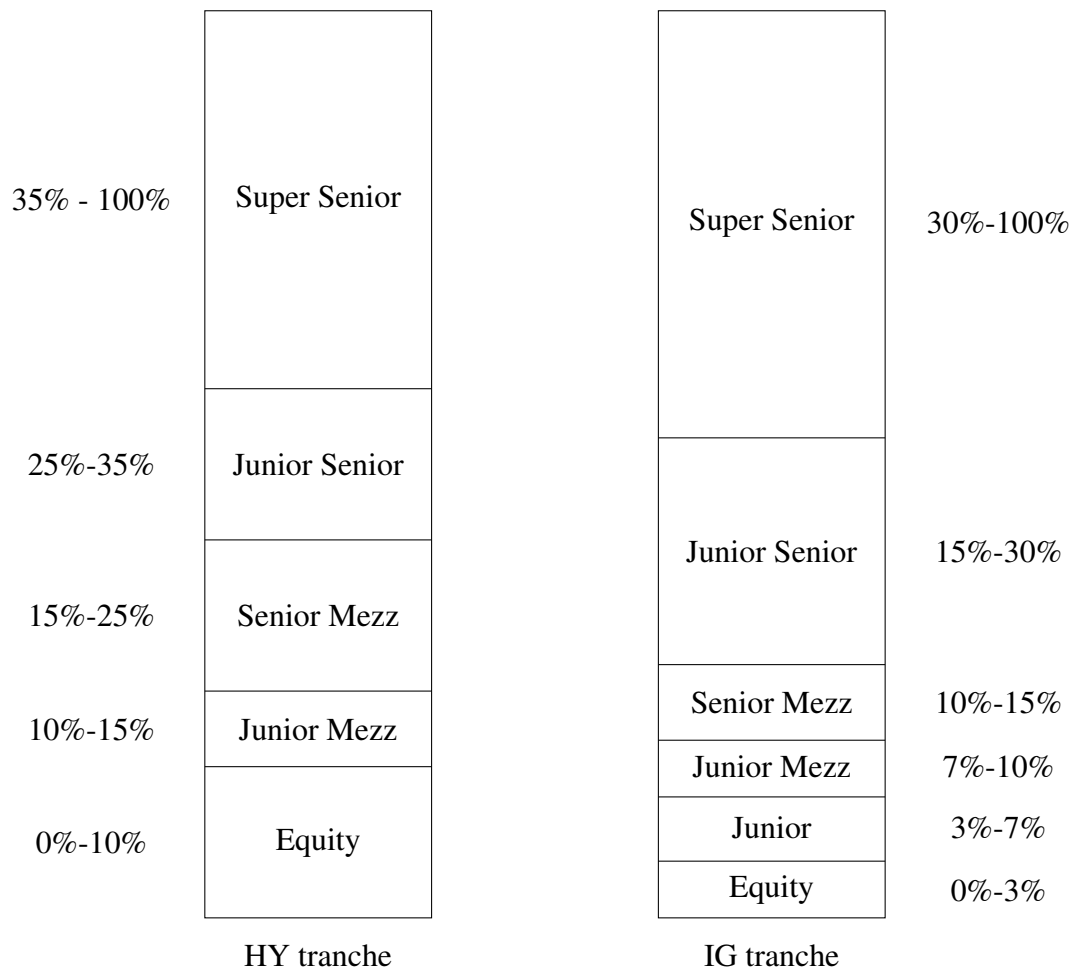 35% - 100%
Super Senior
25%-35%
Junior Senior
15%-25%
Senior Mezz
10%-15%
Junior Mezz
0%-10%
Equity
HY tranche
Super Senior
30%-100%
Junior Senior
15%-30%
Senior Mezz
10%-15%
Junior Mezz
7%-10%
Junior
3%-7%
Equity
0%-3%
IG tranche